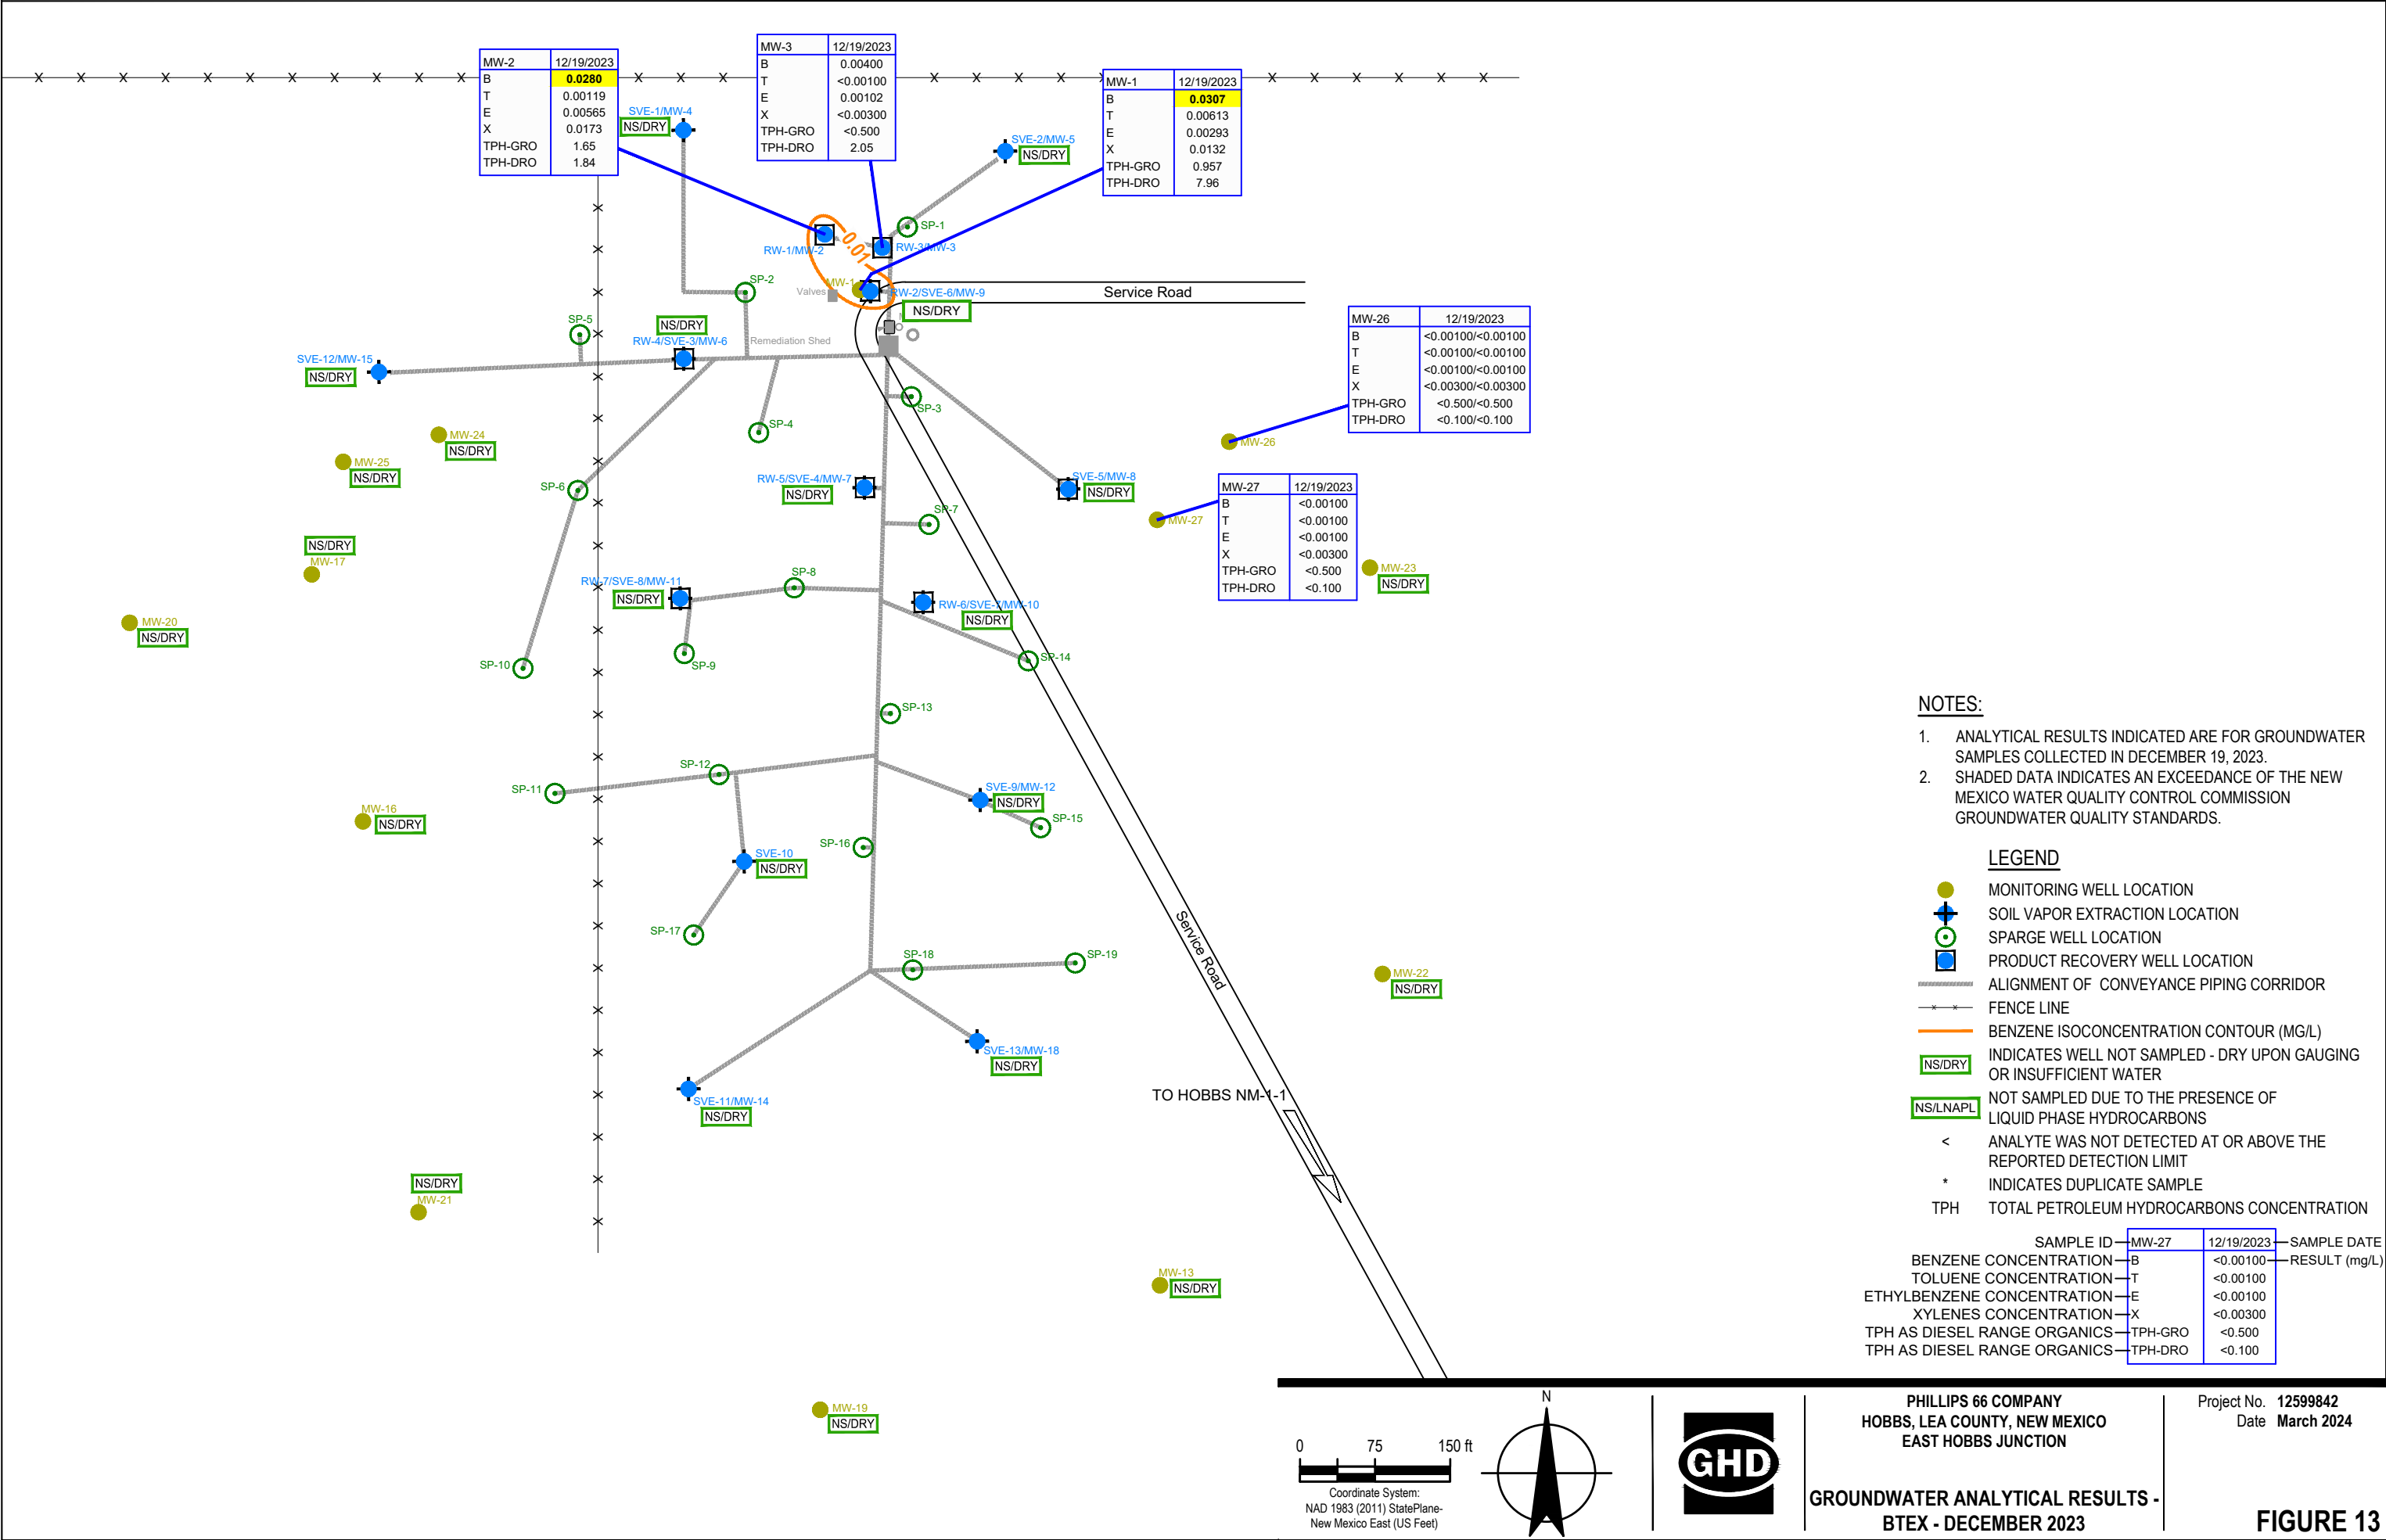 MW-2 12/19/2023
B 0.0280
T 0.00119
E 0.00565
X 0.0173
TPH-GRO 1.65
TPH-DRO 1.84
MW-3 12/19/2023
B 0.00400
T <0.00100
E 0.00102
X <0.00300
TPH-GRO <0.500
TPH-DRO 2.05
MW-1 12/19/2023
B 0.0307
T 0.00613
E 0.00293
X 0.0132
TPH-GRO 0.957
TPH-DRO 7.96
SVE-1/MW-4
NS/DRY
SVE-2/MW-5
NS/DRY
SP-1
RW-1/MW-2
0.01
RW-3/MW-3
SP-2
Valves
MW-1
RW-2/SVE-6/MW-9
NS/DRY
Service Road
SP-5
NS/DRY
RW-4/SVE-3/MW-6
Remediation Shed
SVE-12/MW-15
NS/DRY
MW-26 12/19/2023
B <0.00100/<0.00100
T <0.00100/<0.00100
E <0.00100/<0.00100
X <0.00300/<0.00300
TPH-GRO <0.500/<0.500
TPH-DRO <0.100/<0.100
SP-3
SP-4
MW-24
NS/DRY
MW-25
NS/DRY
MW-26
SP-6
RW-5/SVE-4/MW-7
NS/DRY
SVE-5/MW-8
NS/DRY
SP-7
MW-27
MW-27 12/19/2023
B <0.00100
T <0.00100
E <0.00100
X <0.00300
TPH-GRO <0.500
TPH-DRO <0.100
MW-23
NS/DRY
NS/DRY
MW-17
SP-8
RW-7/SVE-8/MW-11
NS/DRY
RW-6/SVE-7/MW-10
NS/DRY
MW-20
NS/DRY
SP-10
SP-9
SP-14
SP-13
SP-12
SP-11
SVE-9/MW-12
NS/DRY
SP-15
MW-16
NS/DRY
SP-16
SVE-10
NS/DRY
SP-17
SP-18
SP-19
Service Road
MW-22
NS/DRY
SVE-13/MW-18
NS/DRY
SVE-11/MW-14
NS/DRY
TO HOBBS NM-1-1
NS/DRY
MW-21
MW-13
NS/DRY
MW-19
NS/DRY
NOTES:
1. ANALYTICAL RESULTS INDICATED ARE FOR GROUNDWATER
SAMPLES COLLECTED IN DECEMBER 19, 2023.
2. SHADED DATA INDICATES AN EXCEEDANCE OF THE NEW
MEXICO WATER QUALITY CONTROL COMMISSION
GROUNDWATER QUALITY STANDARDS.
LEGEND
MONITORING WELL LOCATION
SOIL VAPOR EXTRACTION LOCATION
SPARGE WELL LOCATION
PRODUCT RECOVERY WELL LOCATION
ALIGNMENT OF CONVEYANCE PIPING CORRIDOR
FENCE LINE
BENZENE ISOCONCENTRATION CONTOUR (MG/L)
NS/DRY INDICATES WELL NOT SAMPLED - DRY UPON GAUGING
OR INSUFFICIENT WATER
NS/LNAPL NOT SAMPLED DUE TO THE PRESENCE OF
LIQUID PHASE HYDROCARBONS
< ANALYTE WAS NOT DETECTED AT OR ABOVE THE
REPORTED DETECTION LIMIT
* INDICATES DUPLICATE SAMPLE
TPH TOTAL PETROLEUM HYDROCARBONS CONCENTRATION
SAMPLE ID MW-27 12/19/2023 SAMPLE DATE
BENZENE CONCENTRATION B <0.00100 RESULT (mg/L)
TOLUENE CONCENTRATION T <0.00100
ETHYLBENZENE CONCENTRATION E <0.00100
XYLENES CONCENTRATION X <0.00300
TPH AS DIESEL RANGE ORGANICS TPH-GRO <0.500
TPH AS DIESEL RANGE ORGANICS TPH-DRO <0.100
0 75 150 ft
Coordinate System:
NAD 1983 (2011) StatePlane-
New Mexico East (US Feet)
N
GHD
PHILLIPS 66 COMPANY
HOBBS, LEA COUNTY, NEW MEXICO
EAST HOBBS JUNCTION
GROUNDWATER ANALYTICAL RESULTS -
BTEX - DECEMBER 2023
Project No. 12599842
Date March 2024
FIGURE 13